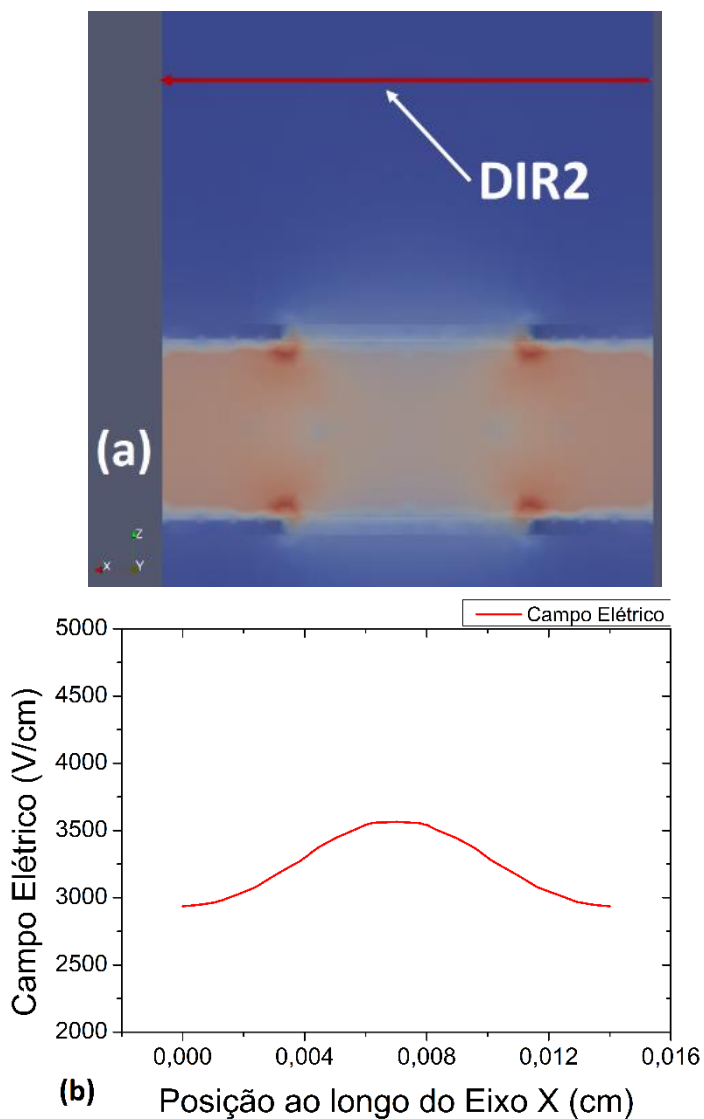 DIR2
(a)
Z
X
Y
Campo Elétrico
5000
4500
4000
3500
3000
2500
2000
Campo Elétrico (V/cm)
0,000
0,004
0,008
0,012
0,016
(b)
Posição ao longo do Eixo X (cm)